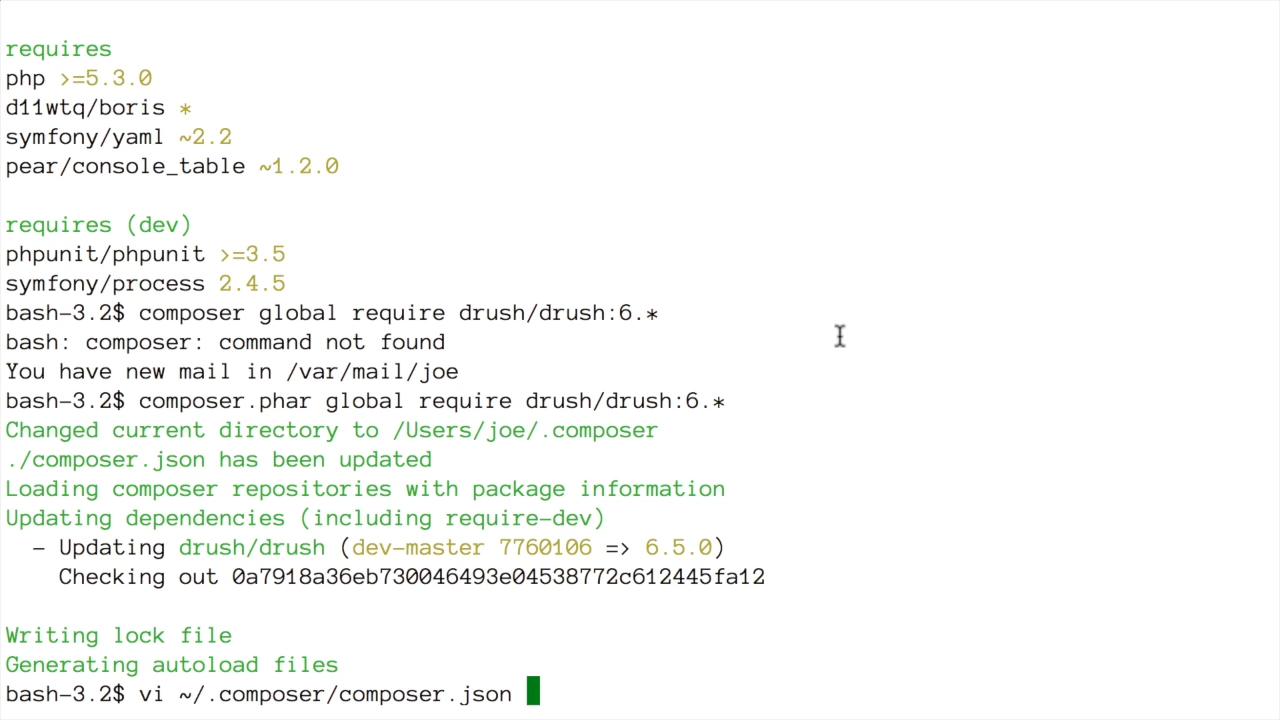 requires
php >=5.3.0
d11wtq/boris *
symfony/yaml ~2.2
pear/console_table ~1.2.0
requires (dev)
phpunit/phpunit >=3.5
symfony/process 2.4.5
bash-3.2$ composer global require drush/drush:6.*
bash: composer: command not found
You have new mail in /var/mail/joe
bash-3.2$ composer.phar global require drush/drush:6.*
Changed current directory to /Users/joe/.composer
./composer.json has been updated
Loading composer repositories with package information
Updating dependencies (including require-dev)
  - Updating drush/drush (dev-master 7760106 => 6.5.0)
    Checking out 0a7918a36eb730046493e04538772c612445fa12
Writing lock file
Generating autoload files
bash-3.2$ vi ~/.composer/composer.json